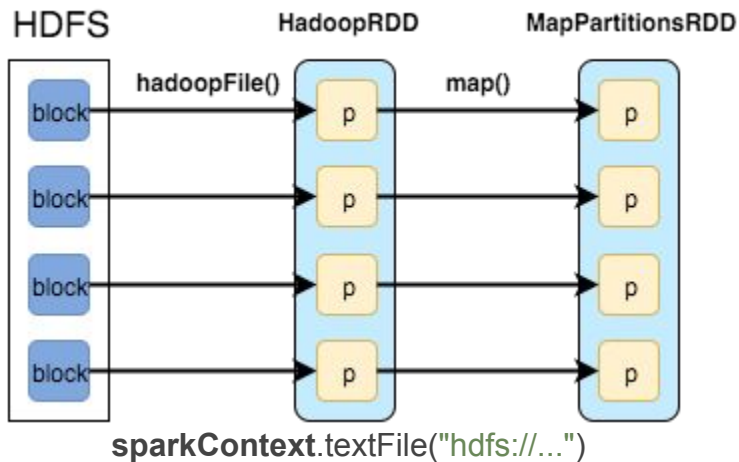 HDFS HadoopRDD MapPartitionsRDD
hadoopFile() map()
block p p
block p p
block p p
block p p
sparkContext.textFile("hdfs://...")